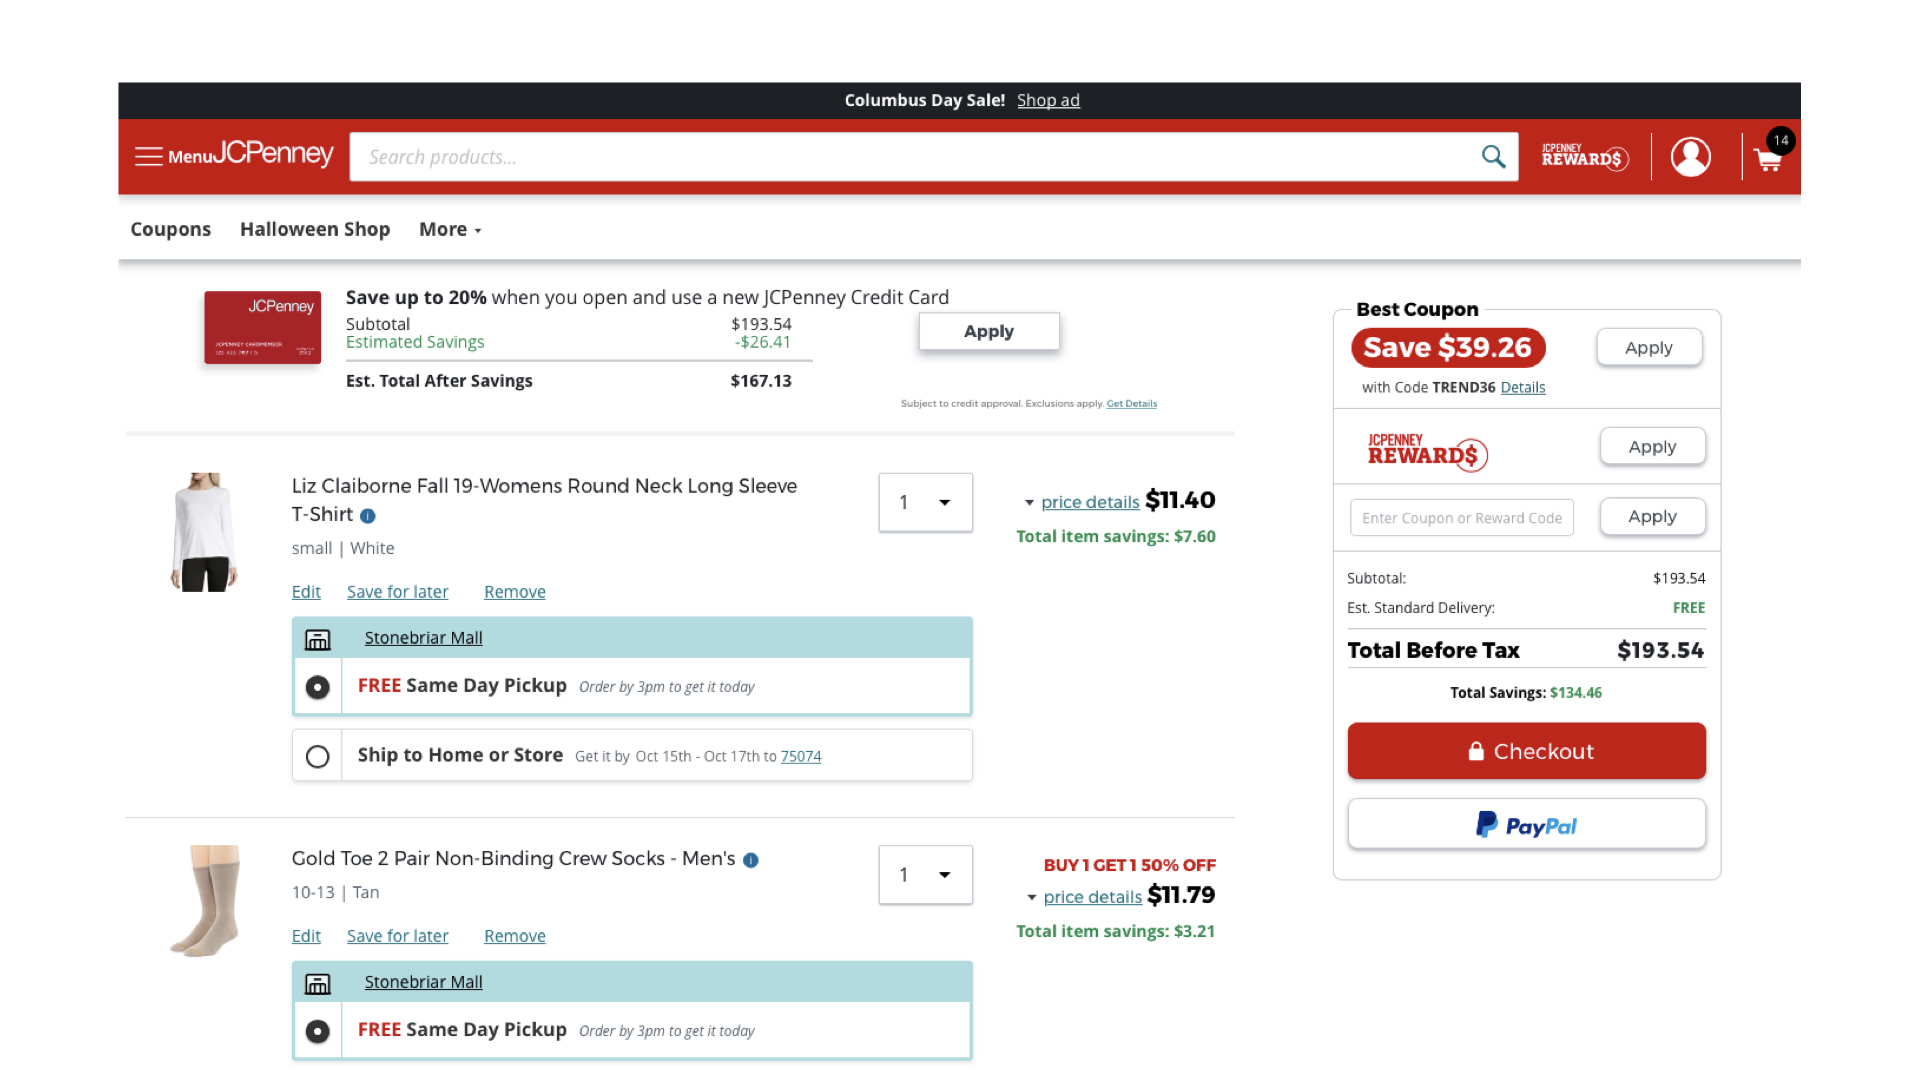 Columbus Day Sale! Shop ad
Menu JCPenney Search products... JCPENNEY REWARD$ 14
Coupons Halloween Shop More
JCPenney
JCPENNEY CARDMEMBER
Save up to 20% when you open and use a new JCPenney Credit Card
Subtotal $193.54
Estimated Savings -$26.41
Est. Total After Savings $167.13
Apply
Subject to credit approval. Exclusions apply. Get Details
Liz Claiborne Fall 19-Womens Round Neck Long Sleeve
T-Shirt i
small | White
Edit Save for later Remove
1
price details $11.40
Total item savings: $7.60
Stonebriar Mall
FREE Same Day Pickup Order by 3pm to get it today
Ship to Home or Store Get it by Oct 15th - Oct 17th to 75074
Gold Toe 2 Pair Non-Binding Crew Socks - Men's i
10-13 | Tan
Edit Save for later Remove
1
BUY 1 GET 1 50% OFF
price details $11.79
Total item savings: $3.21
Stonebriar Mall
FREE Same Day Pickup Order by 3pm to get it today
Best Coupon
Save $39.26 Apply
with Code TREND36 Details
JCPENNEY
REWARD$ Apply
Enter Coupon or Reward Code Apply
Subtotal: $193.54
Est. Standard Delivery: FREE
Total Before Tax $193.54
Total Savings: $134.46
Checkout
PayPal